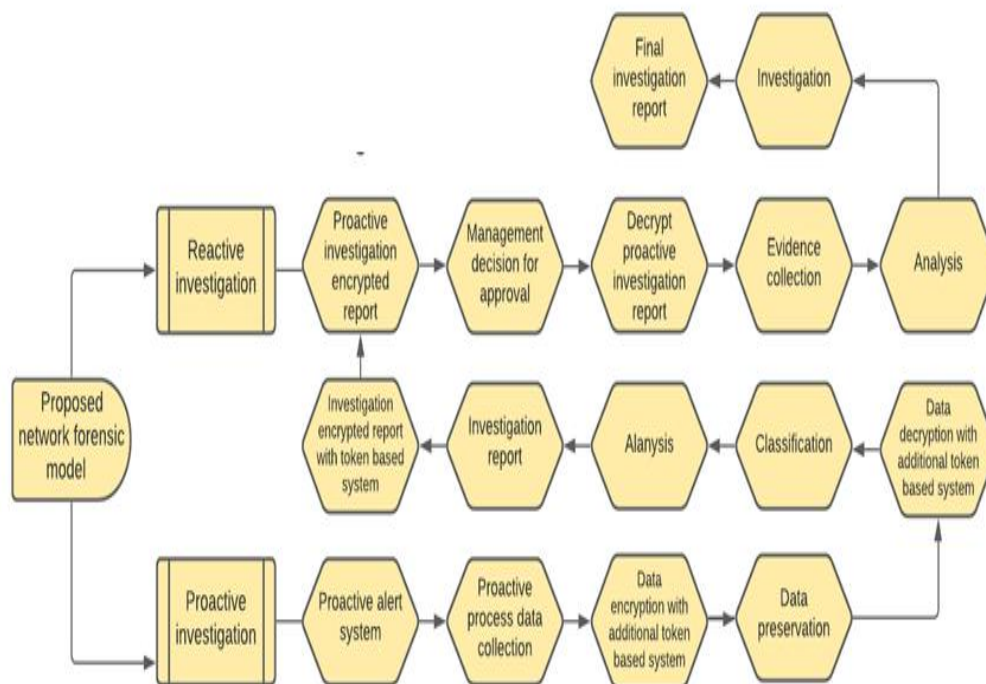 Final
investigation
report
Investigation
Reactive
investigation
Proactive
investigation
encrypted
report
Management
decision for
approval
Decrypt
proactive
investigation
report
Evidence
collection
Analysis
Proposed
network forensic
model
Investigation
encrypted report
with token based
system
Investigation
report
Alanysis
Classification
Data
decryption with
additional token
based system
Proactive
investigation
Proactive alert
system
Proactive
process data
collection
Data
encryption with
additional token
based system
Data
preservation